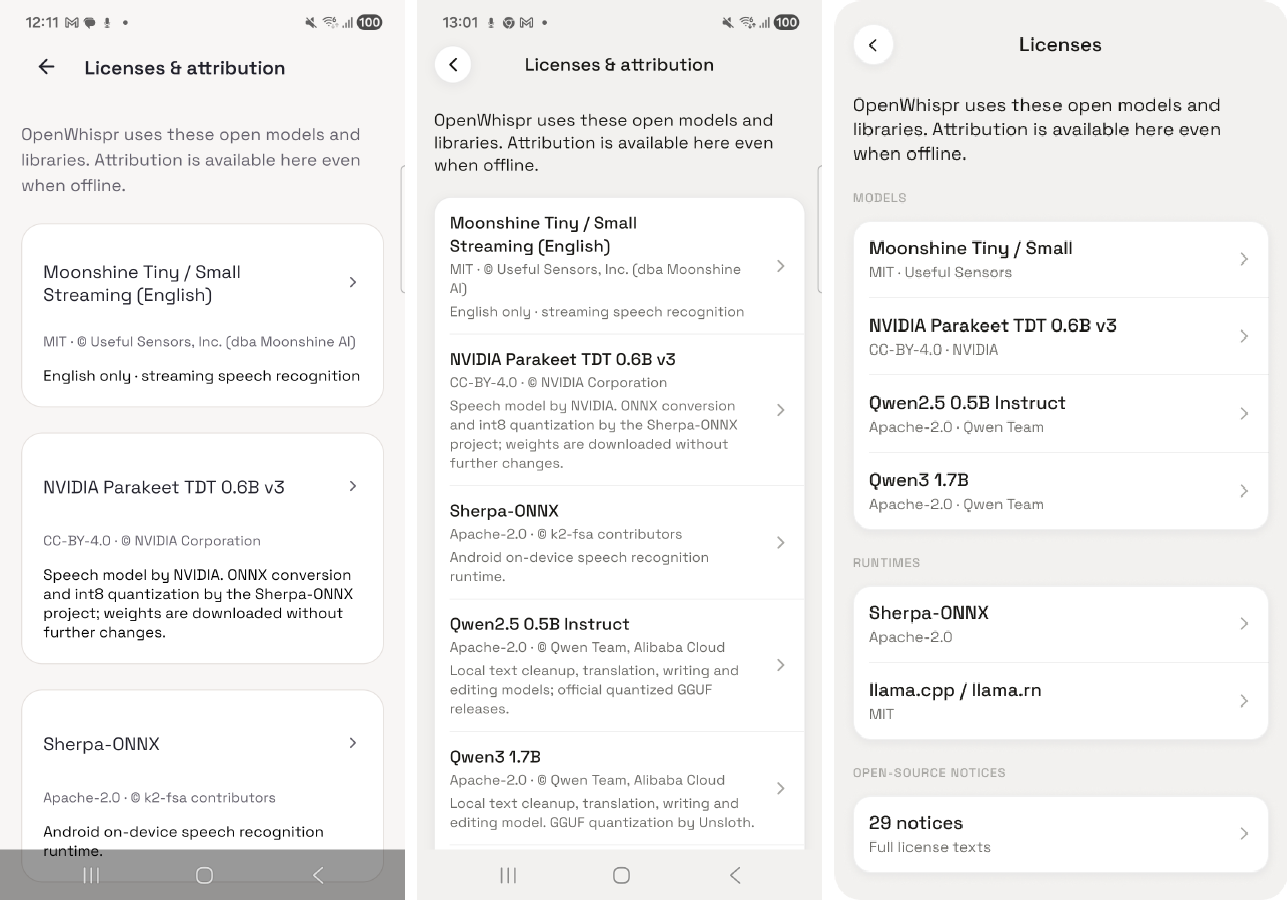 12:11
100
Licenses & attribution
OpenWhispr uses these open models and
libraries. Attribution is available here even
when offline.
Moonshine Tiny / Small
Streaming (English)
MIT · © Useful Sensors, Inc. (dba Moonshine AI)
English only · streaming speech recognition
NVIDIA Parakeet TDT 0.6B v3
CC-BY-4.0 · © NVIDIA Corporation
Speech model by NVIDIA. ONNX conversion
and int8 quantization by the Sherpa-ONNX
project; weights are downloaded without
further changes.
Sherpa-ONNX
Apache-2.0 · © k2-fsa contributors
Android on-device speech recognition
runtime.
13:01
100
Licenses & attribution
OpenWhispr uses these open models and
libraries. Attribution is available here even
when offline.
Moonshine Tiny / Small
Streaming (English)
MIT · © Useful Sensors, Inc. (dba Moonshine
AI)
English only · streaming speech recognition
NVIDIA Parakeet TDT 0.6B v3
CC-BY-4.0 · © NVIDIA Corporation
Speech model by NVIDIA. ONNX conversion
and int8 quantization by the Sherpa-ONNX
project; weights are downloaded without
further changes.
Sherpa-ONNX
Apache-2.0 · © k2-fsa contributors
Android on-device speech recognition
runtime.
Qwen2.5 0.5B Instruct
Apache-2.0 · © Qwen Team, Alibaba Cloud
Local text cleanup, translation, writing and
editing models; official quantized GGUF
releases.
Qwen3 1.7B
Apache-2.0 · © Qwen Team, Alibaba Cloud
Local text cleanup, translation, writing and
editing model. GGUF quantization by Unsloth.
Licenses
OpenWhispr uses these open models and
libraries. Attribution is available here even
when offline.
MODELS
Moonshine Tiny / Small
MIT · Useful Sensors
NVIDIA Parakeet TDT 0.6B v3
CC-BY-4.0 · NVIDIA
Qwen2.5 0.5B Instruct
Apache-2.0 · Qwen Team
Qwen3 1.7B
Apache-2.0 · Qwen Team
RUNTIMES
Sherpa-ONNX
Apache-2.0
llama.cpp / llama.rn
MIT
OPEN-SOURCE NOTICES
29 notices
Full license texts